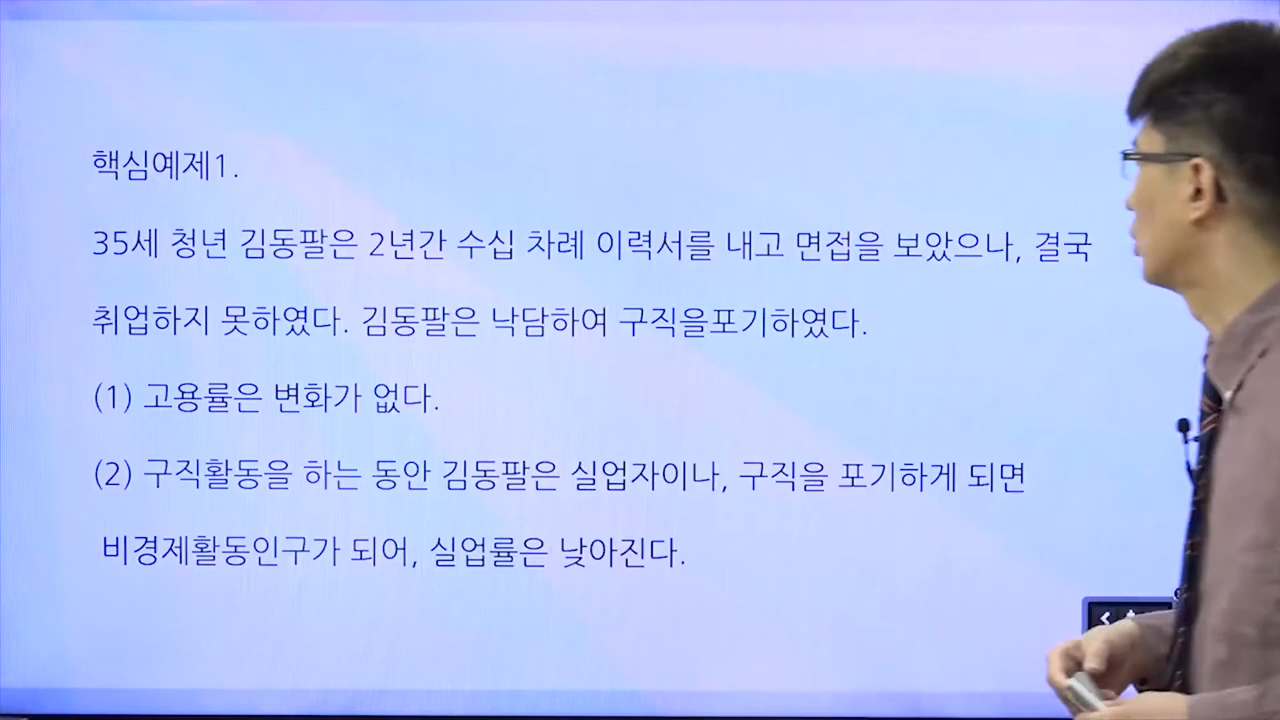 핵심예제1.
35세 청년 김동팔은 2년간 수십 차례 이력서를 내고 면접을 보았으나, 결국
취업하지 못하였다. 김동팔은 낙담하여 구직을포기하였다.
(1) 고용률은 변화가 없다.
(2) 구직활동을 하는 동안 김동팔은 실업자이나, 구직을 포기하게 되면
비경제활동인구가 되어, 실업률은 낮아진다.